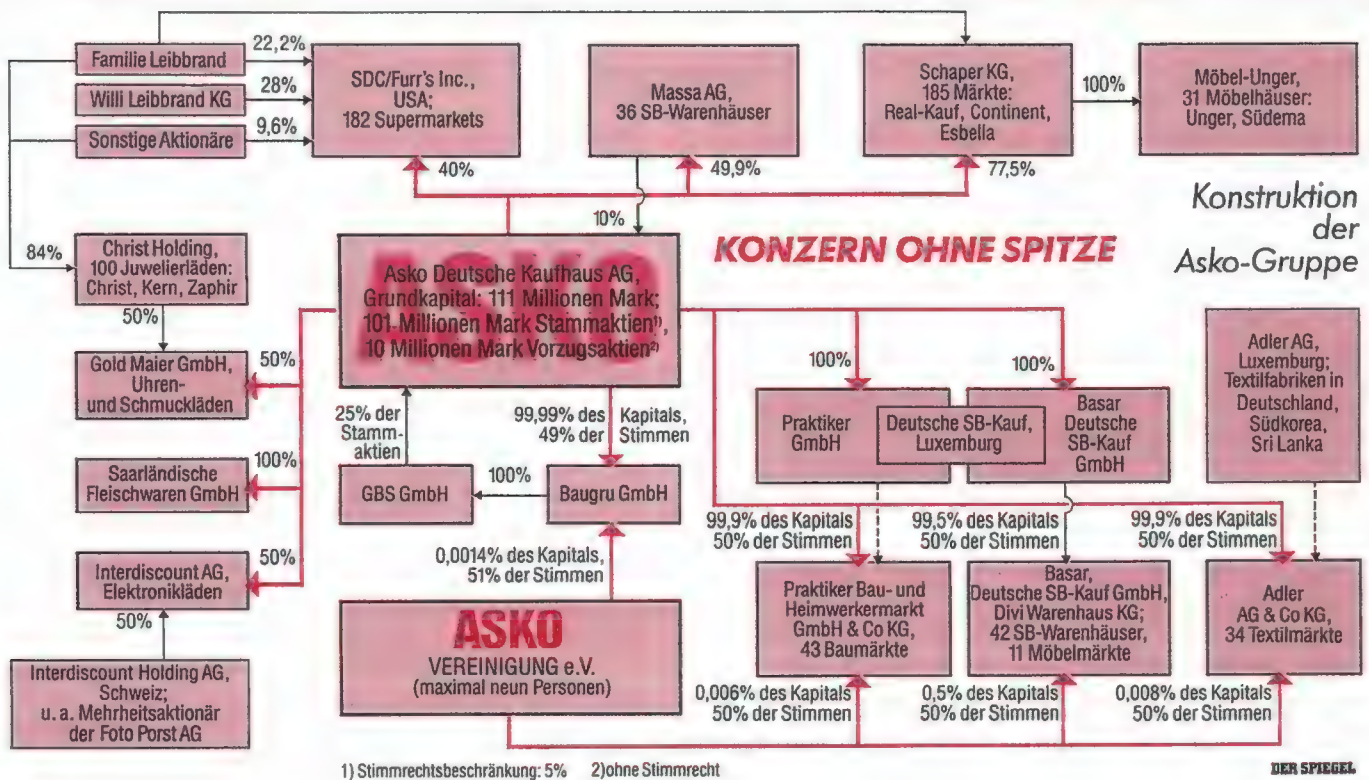 Familie Leibbrand
22,2%
Willi Leibbrand KG
28%
Sonstige Aktionäre
9,6%
SDC/Furr's Inc.,
USA;
182 Supermarkets
40%
Massa AG,
36 SB-Warenhäuser
49,9%
10%
Schaper KG,
185 Märkte:
Real-Kauf, Continent,
Esbella
77,5%
100%
Möbel-Unger,
31 Möbelhäuser:
Unger, Südema
Konstruktion
der
Asko-Gruppe
KONZERN OHNE SPITZE
84%
Christ Holding,
100 Juwelierläden:
Christ, Kern, Zaphir
50%
Gold Maier GmbH,
Uhren-
und Schmuckläden
50%
Saarländische
Fleischwaren GmbH
100%
Interdiscount AG,
Elektronikläden
50%
50%
Interdiscount Holding AG,
Schweiz;
u. a. Mehrheitsaktionär
der Foto Porst AG
ASKO
Asko Deutsche Kaufhaus AG,
Grundkapital: 111 Millionen Mark;
101 Millionen Mark Stammaktien1),
10 Millionen Mark Vorzugsaktien2)
25% der
Stamm-
aktien
99,99% des Kapitals,
49% der Stimmen
GBS GmbH
100%
Baugru GmbH
0,0014% des Kapitals,
51% der Stimmen
ASKO
VEREINIGUNG e.V.
(maximal neun Personen)
100%
100%
Praktiker
GmbH
Deutsche SB-Kauf,
Luxemburg
Basar
Deutsche
SB-Kauf
GmbH
Adler AG,
Luxemburg;
Textilfabriken in
Deutschland,
Südkorea,
Sri Lanka
99,9% des Kapitals
50% der Stimmen
99,5% des Kapitals
50% der Stimmen
99,9% des Kapitals
50% der Stimmen
Praktiker Bau- und
Heimwerkermarkt
GmbH & Co KG,
43 Baumärkte
Basar,
Deutsche SB-Kauf GmbH,
Divi Warenhaus KG;
42 SB-Warenhäuser,
11 Möbelmärkte
Adler
AG & Co KG,
34 Textilmärkte
0,006% des Kapitals
50% der Stimmen
0,5% des Kapitals
50% der Stimmen
0,008% des Kapitals
50% der Stimmen
1) Stimmrechtsbeschränkung: 5% 2)ohne Stimmrecht
DER SPIEGEL